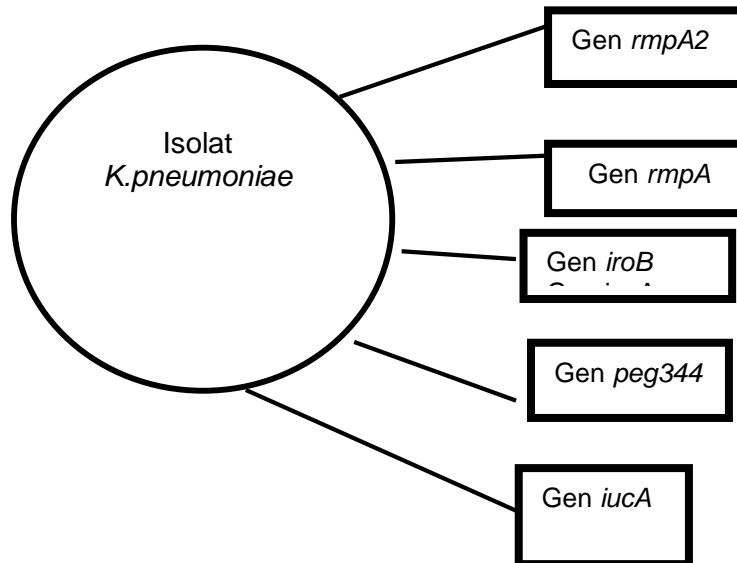 Gen rmpA2
Isolat
K.pneumoniae
Gen rmpA
Gen iroB
Gen peg344
Gen iucA